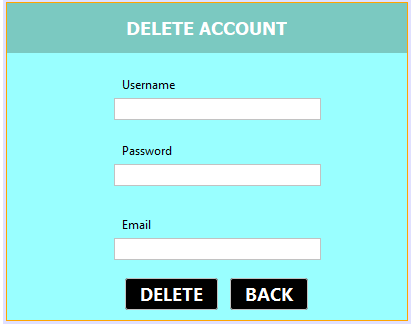 DELETE ACCOUNT
Username
Password
Email
DELETE BACK